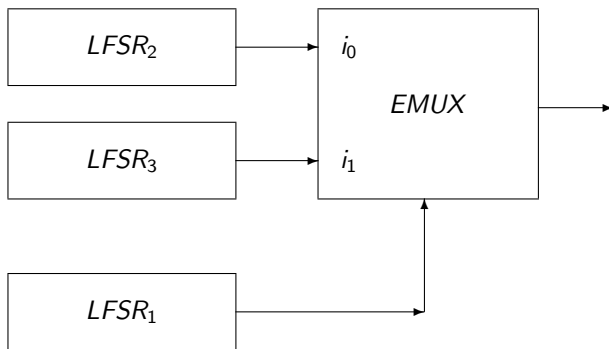 LFSR₂
i₀
EMUX
LFSR₃
i₁
LFSR₁